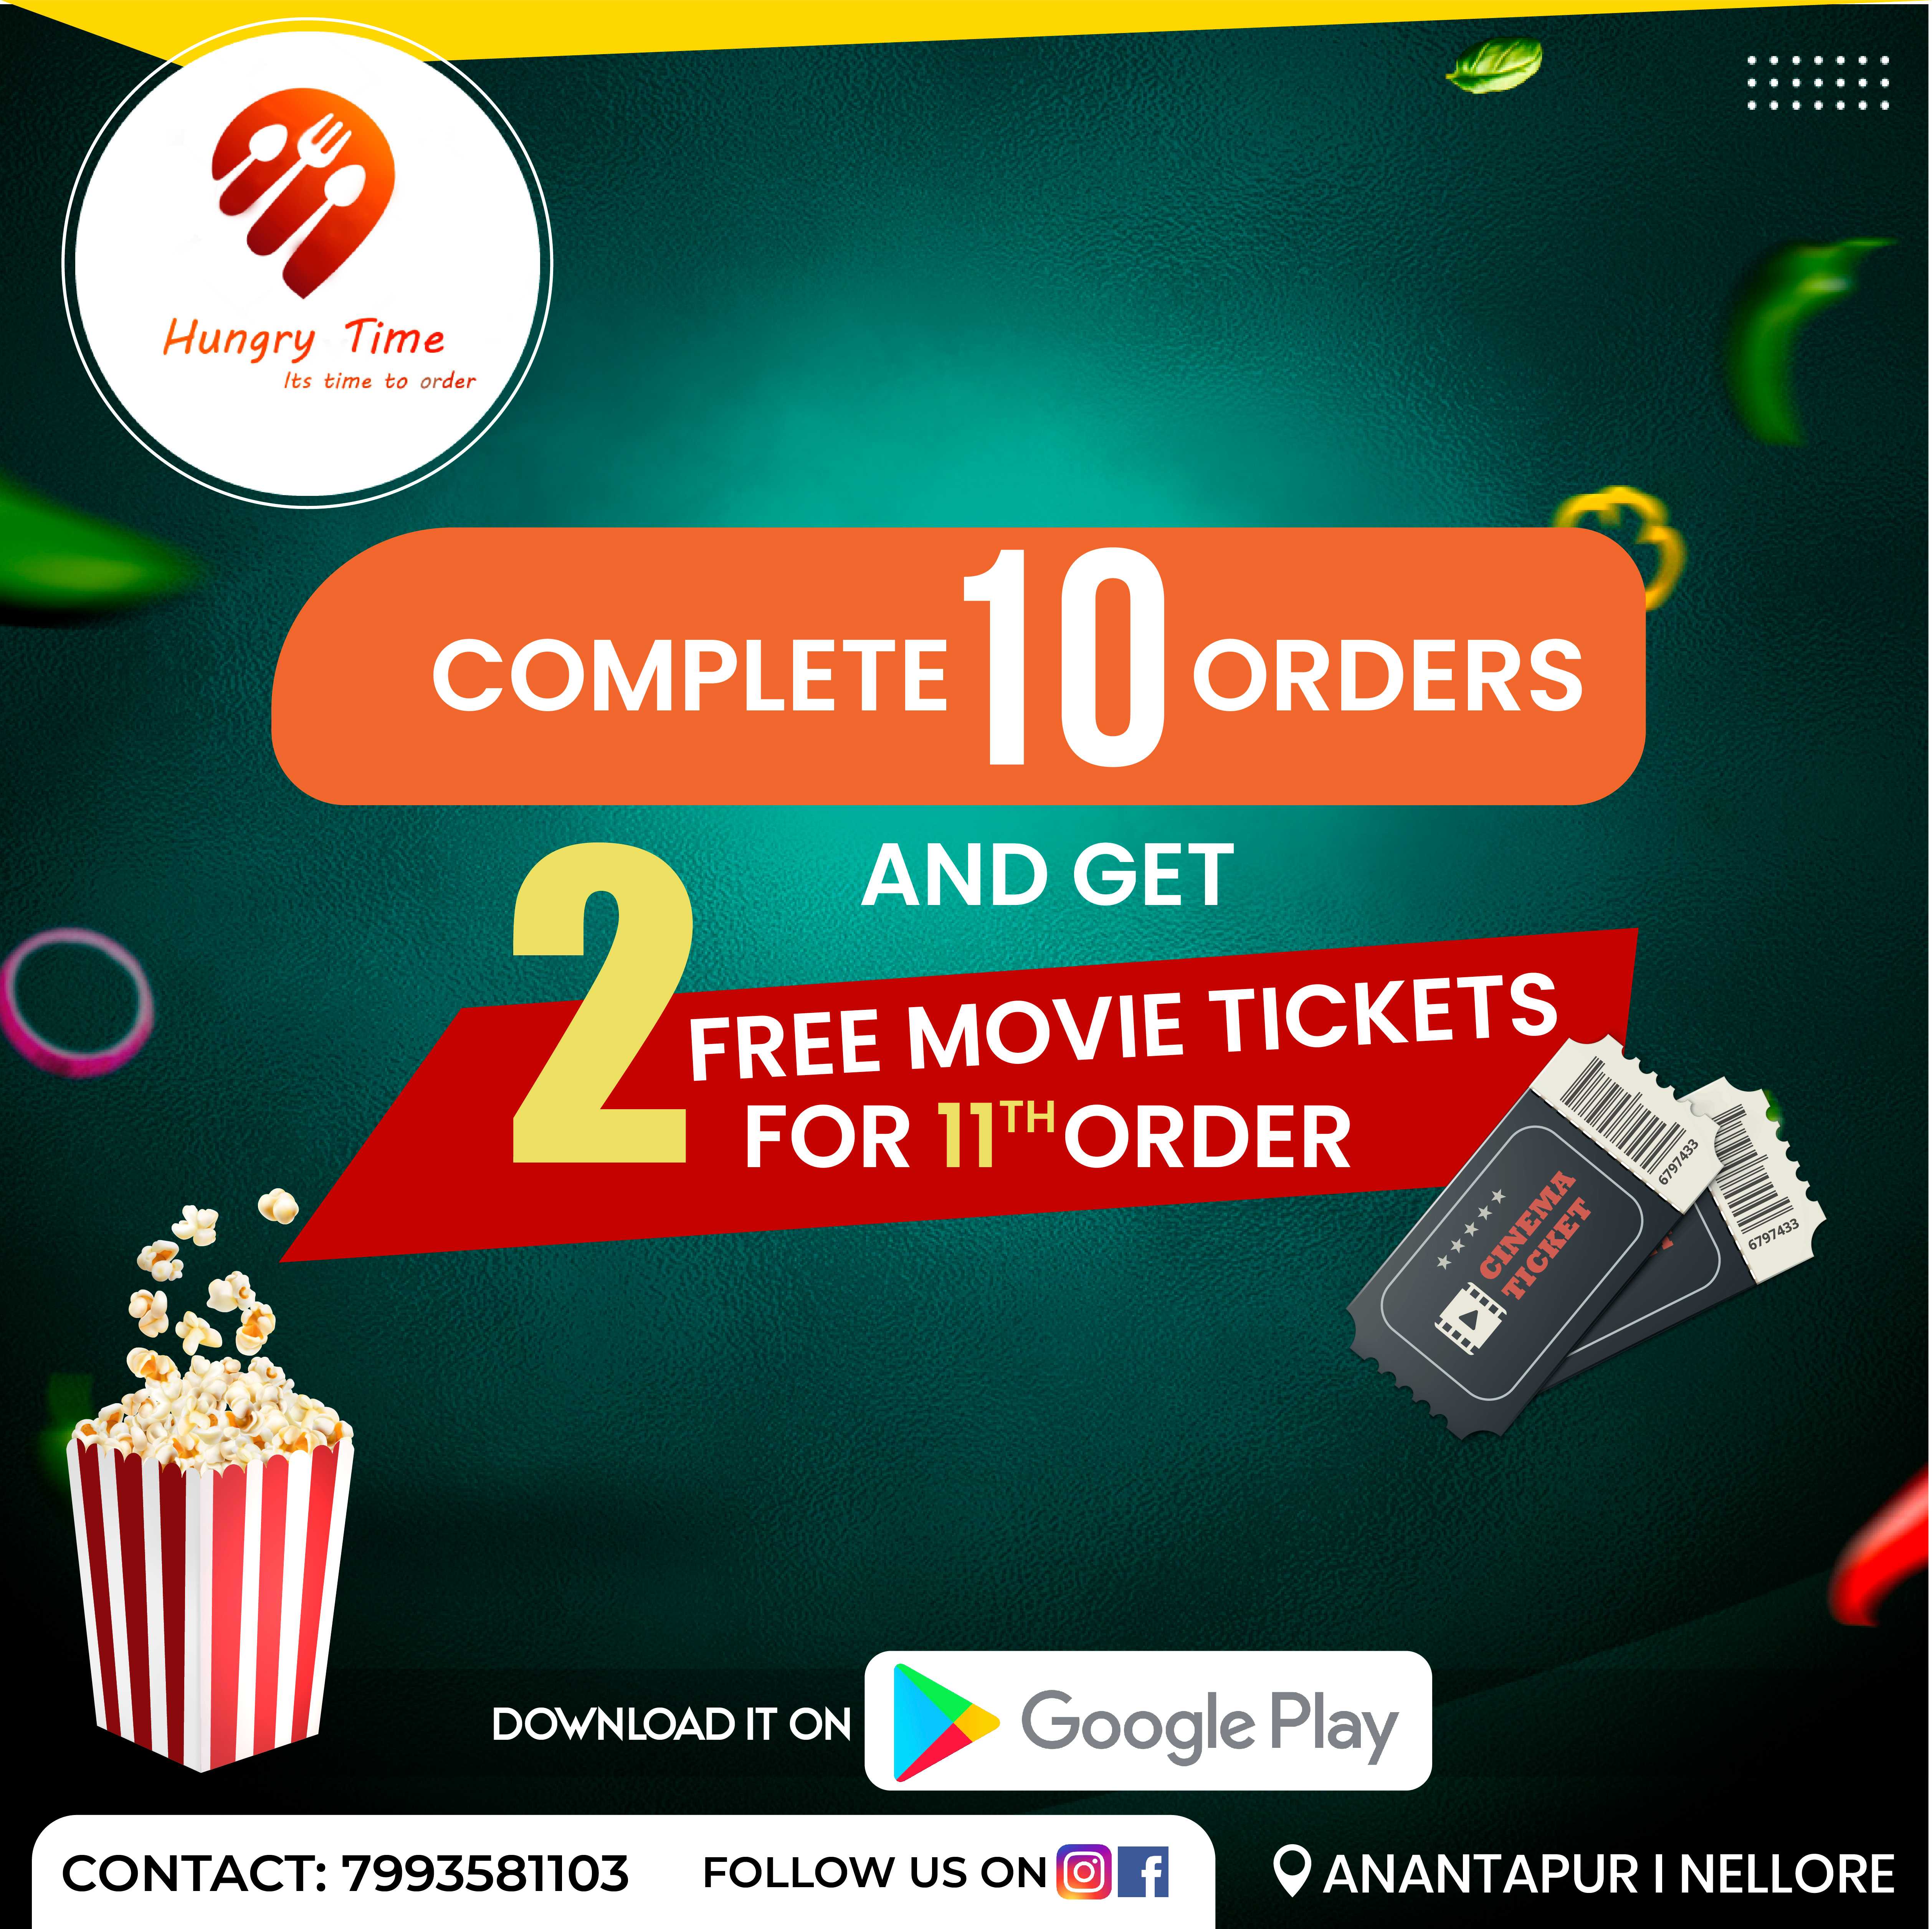 Hungry Time
Its time to order
COMPLETE 10 ORDERS
AND GET
2 FREE MOVIE TICKETS
FOR 11TH ORDER
6797433
6797433
CINEMA
TICKET
DOWNLOAD IT ON Google Play
CONTACT: 7993581103 FOLLOW US ON ANANTAPUR I NELLORE